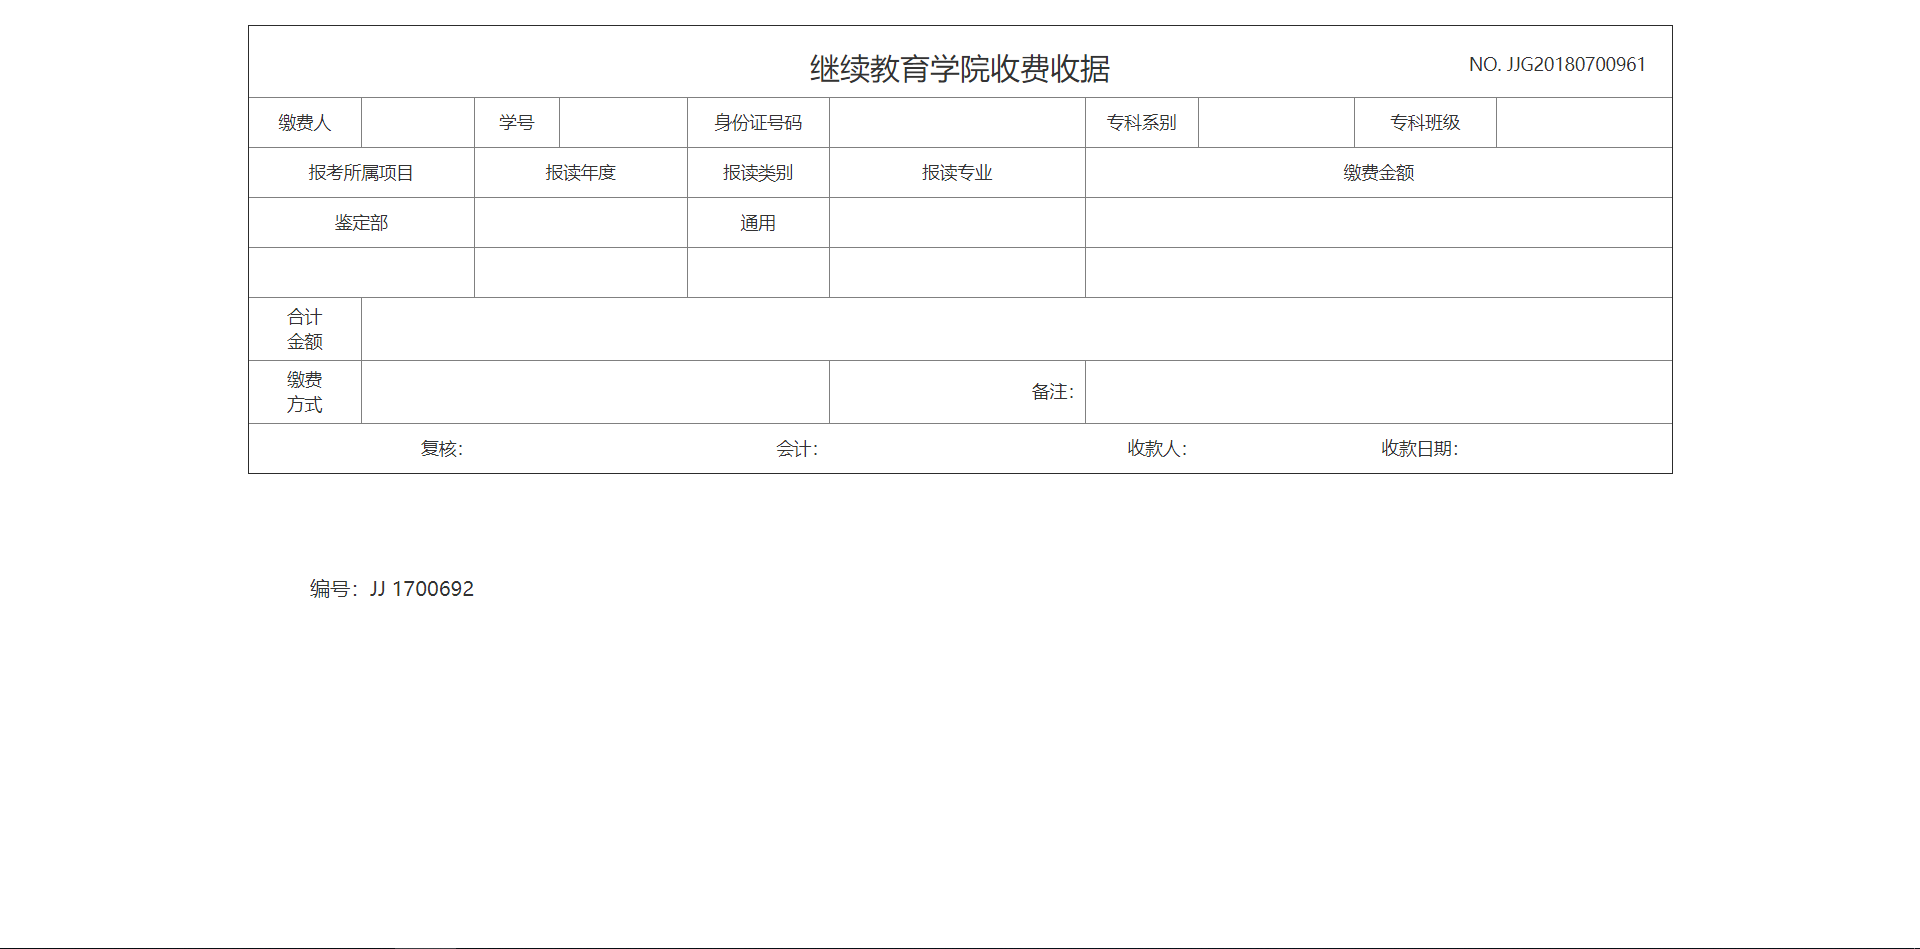 继续教育学院收费收据
NO. JJG20180700961
缴费人 学号 身份证号码 专科系别 专科班级
报考所属项目 报读年度 报读类别 报读专业 缴费金额
鉴定部 通用
合计
金额
缴费
方式
备注：
复核： 会计： 收款人： 收款日期：
编号：JJ 1700692